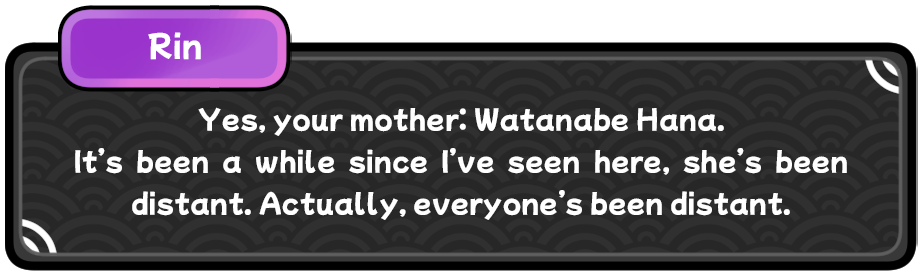 Rin
Yes, your mother: Watanabe Hana.
It's been a while since I've seen here, she's been
distant. Actually, everyone's been distant.